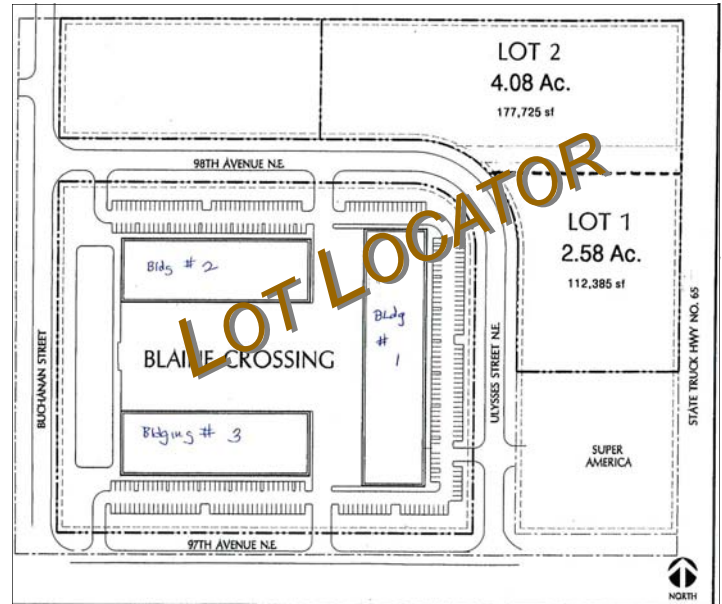 LOT 2
4.08 Ac.
177,725 sf
98TH AVENUE N.E.
LOT LOCATOR
LOT 1
2.58 Ac.
112,385 sf
Bldg # 2
BLdg
#
1
BLAINE CROSSING
BUCHANAN STREET
ULYSSES STREET N.E.
STATE TRUCK HWY NO. 65
Bldging # 3
SUPER
AMERICA
97TH AVENUE N.E.
NORTH